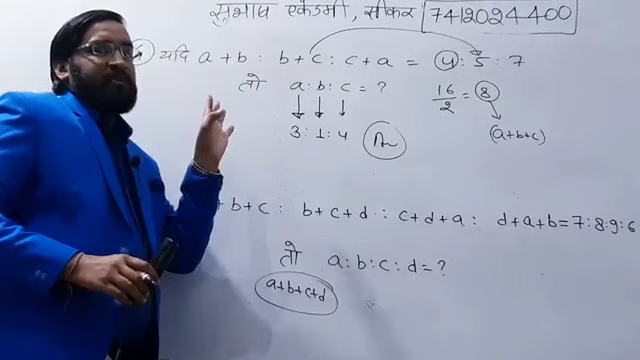 सुभाष एकेडमी, सीकर 7412024400
यदि a+b : b+c : c+a = 4 : 5 : 7
तो a : b : c = ?
16/2 = 8
(a+b+c)
3 : 1 : 4 Ans
+b+c : b+c+d : c+d+a : d+a+b = 7 : 8 : 9 : 6
तो a : b : c : d = ?
a+b+c+d